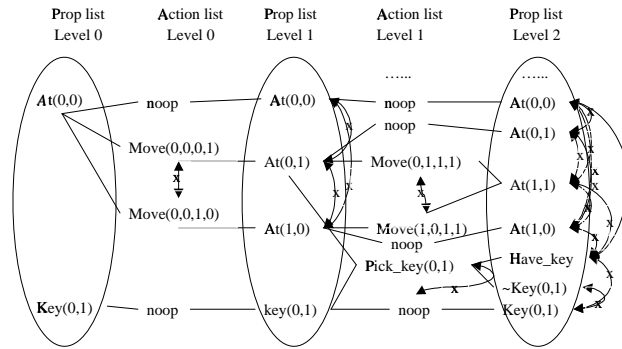 Prop list Action list Prop list Action list Prop list
Level 0 Level 0 Level 1 Level 1 Level 2
…... …...
At(0,0) noop At(0,0) noop At(0,0)
noop At(0,1)
Move(0,0,0,1)
At(0,1) Move(0,1,1,1)
x x At(1,1)
Move(0,0,1,0)
At(1,0) Move(1,0,1,1) At(1,0)
noop
Pick_key(0,1) Have_key
x ~Key(0,1)
Key(0,1) noop key(0,1) noop Key(0,1)
x
x
x
x
x
x
x
x
x